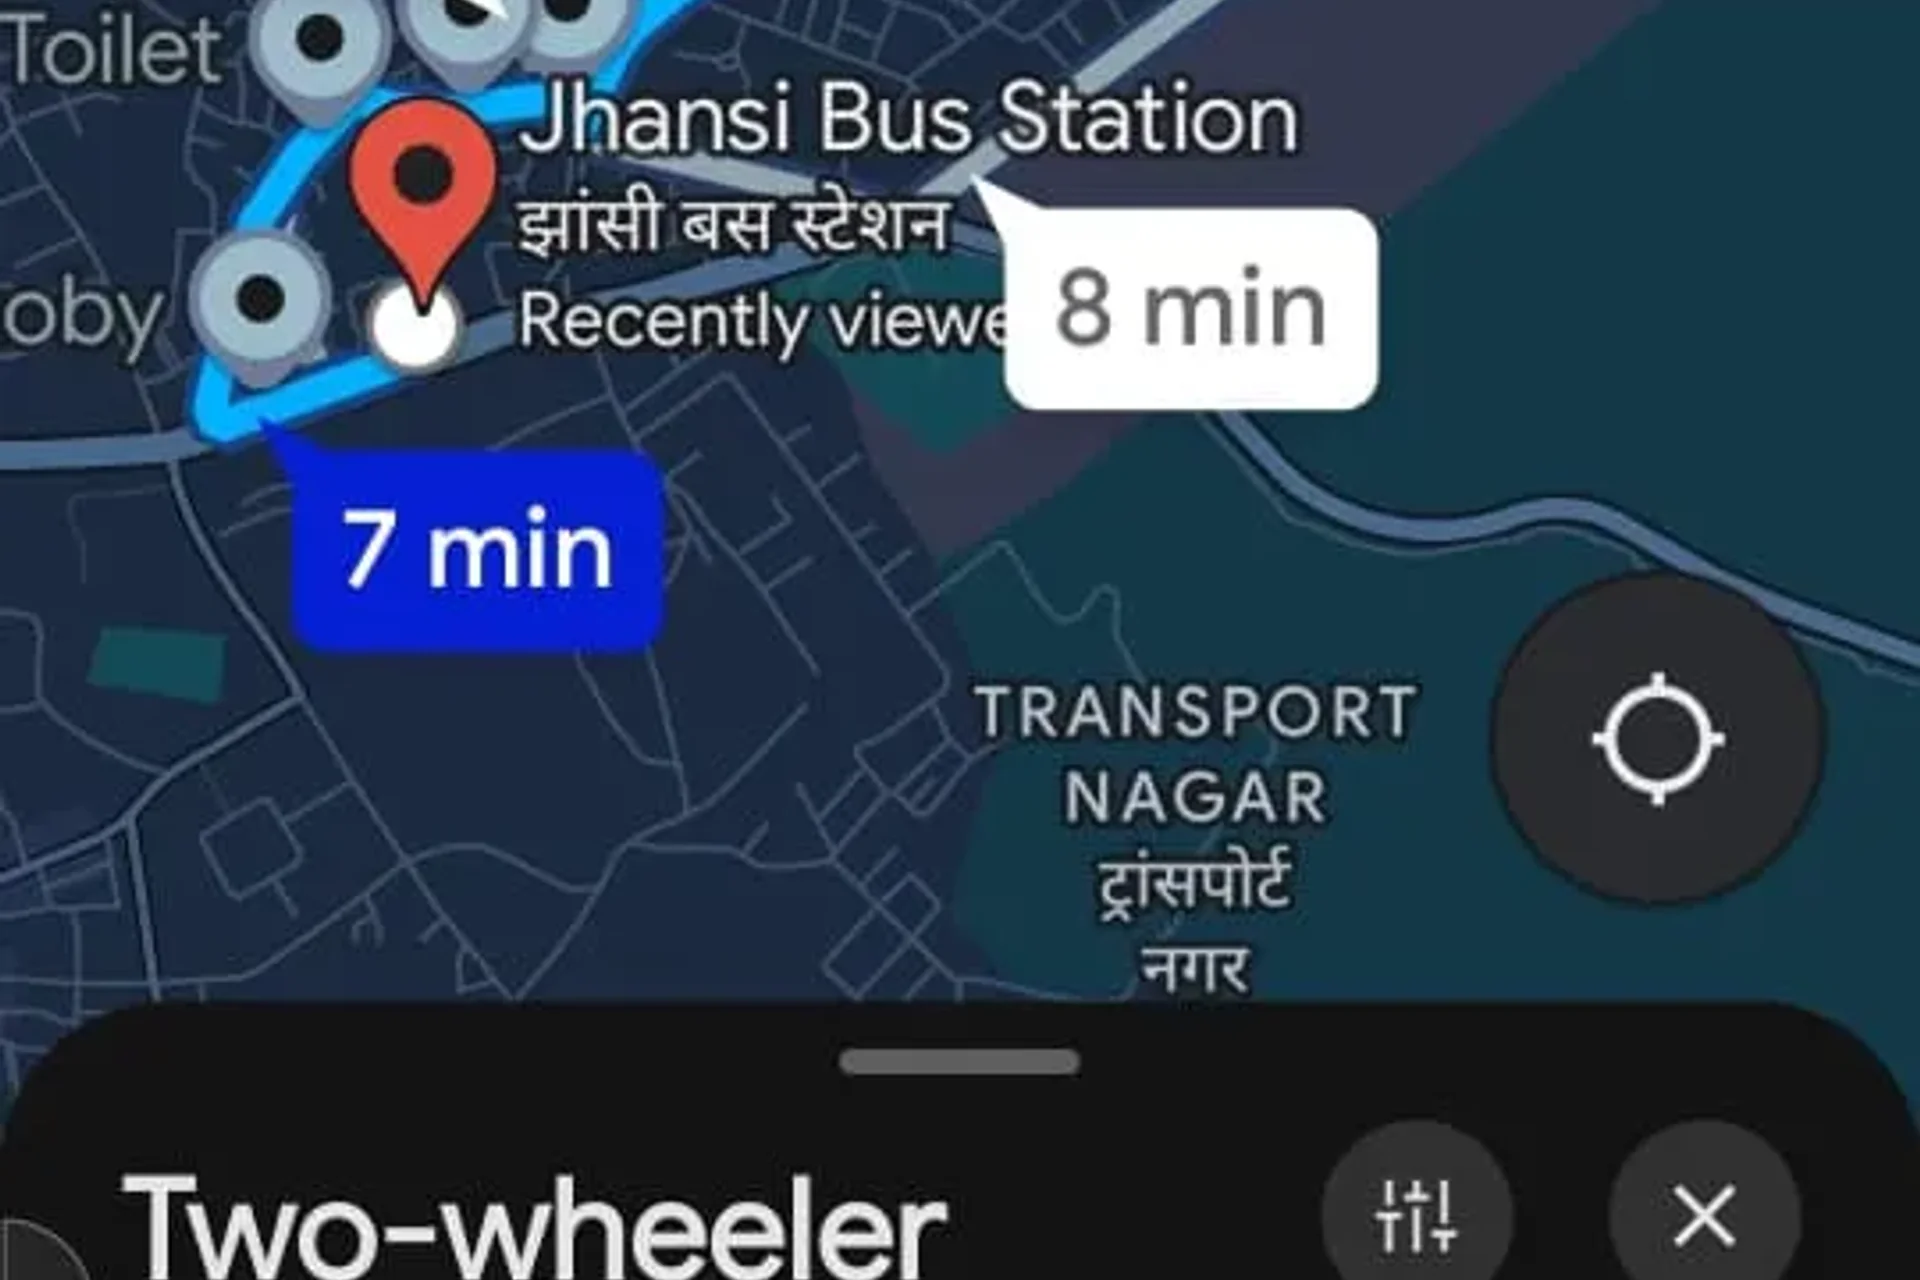 Toilet
Jhansi Bus Station
झांसी बस स्टेशन
oby
Recently viewe
8 min
7 min
TRANSPORT
NAGAR
ट्रांसपोर्ट
नगर
Two-wheeler